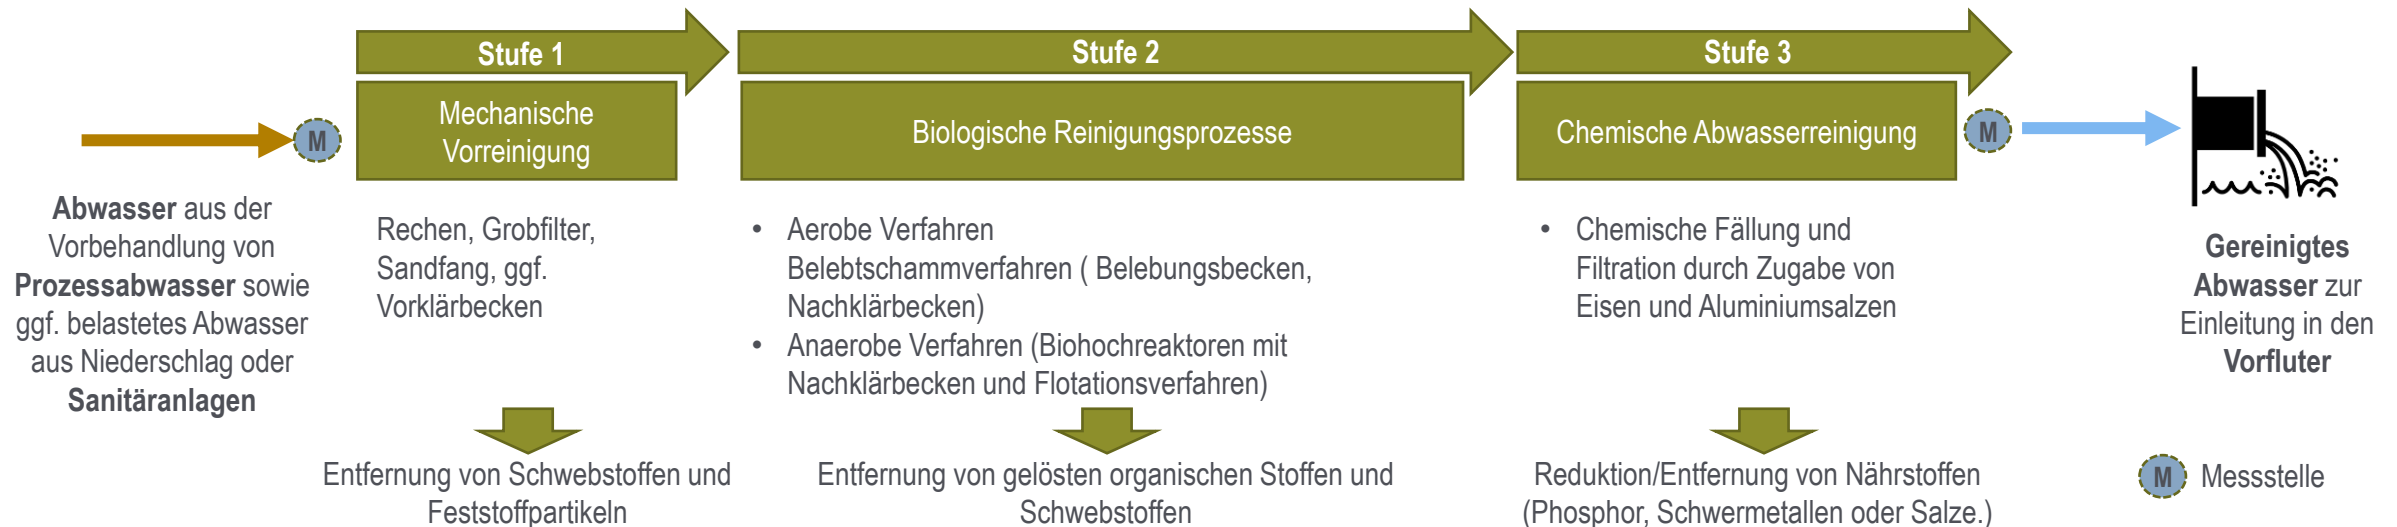 Stufe 1
Stufe 2
Stufe 3
M
Mechanische
Vorreinigung
Biologische Reinigungsprozesse
Chemische Abwasserreinigung
M
Abwasser aus der
Vorbehandlung von
Prozessabwasser sowie
ggf. belastetes Abwasser
aus Niederschlag oder
Sanitäranlagen
Rechen, Grobfilter,
Sandfang, ggf.
Vorklärbecken
• Aerobe Verfahren
Belebtschammverfahren ( Belebungsbecken,
Nachklärbecken)
• Anaerobe Verfahren (Biohochreaktoren mit
Nachklärbecken und Flotationsverfahren)
• Chemische Fällung und
Filtration durch Zugabe von
Eisen und Aluminiumsalzen
Gereinigtes
Abwasser zur
Einleitung in den
Vorfluter
Entfernung von Schwebstoffen und
Feststoffpartikeln
Entfernung von gelösten organischen Stoffen und
Schwebstoffen
Reduktion/Entfernung von Nährstoffen
(Phosphor, Schwermetallen oder Salze.)
M Messstelle